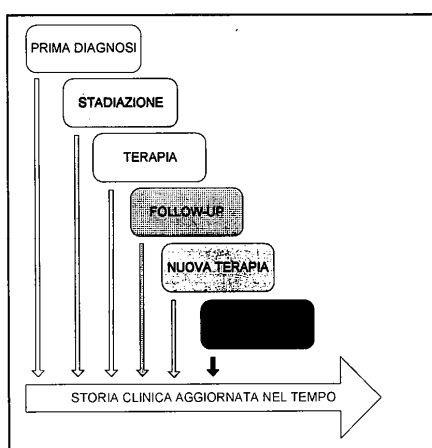 PRIMA DIAGNOSI
STADIAZIONE
TERAPIA
FOLLOW-UP
NUOVA TERAPIA
STORIA CLINICA AGGIORNATA NEL TEMPO